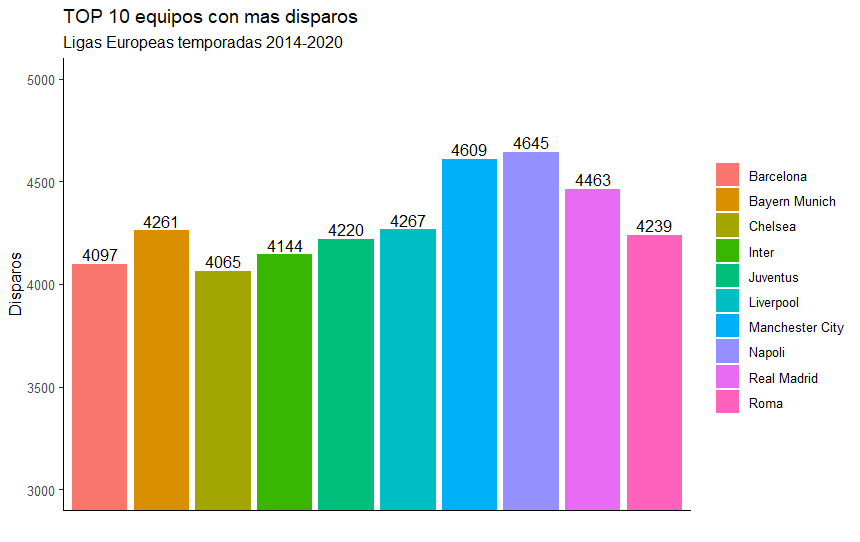 TOP 10 equipos con mas disparos
Ligas Europeas temporadas 2014-2020
Disparos
5000
4500
4000
3500
3000
4097
4261
4065
4144
4220
4267
4609
4645
4463
4239
Barcelona
Bayern Munich
Chelsea
Inter
Juventus
Liverpool
Manchester City
Napoli
Real Madrid
Roma